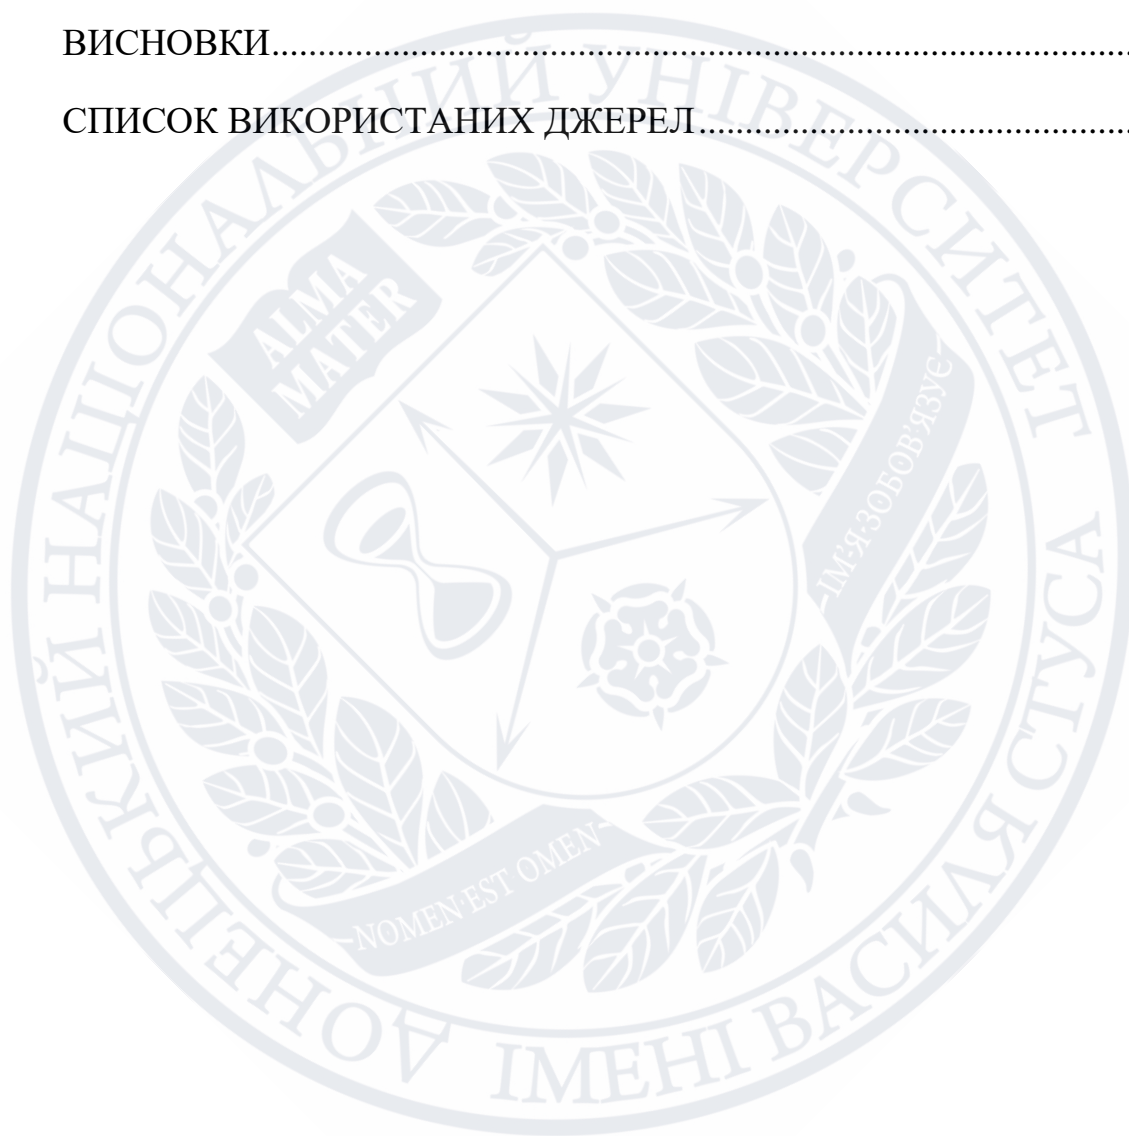 ВИСНОВКИ........................................................................................
СПИСОК ВИКОРИСТАНИХ ДЖЕРЕЛ...............................................
ДОНЕЦЬКИЙ НАЦІОНАЛЬНИЙ УНІВЕРСИТЕТ ІМЕНІ ВАСИЛЯ СТУСА
ALMA
MATER
ІМ'Я·ЗОБОВ'ЯЗУЄ
NOMEN·EST OMEN